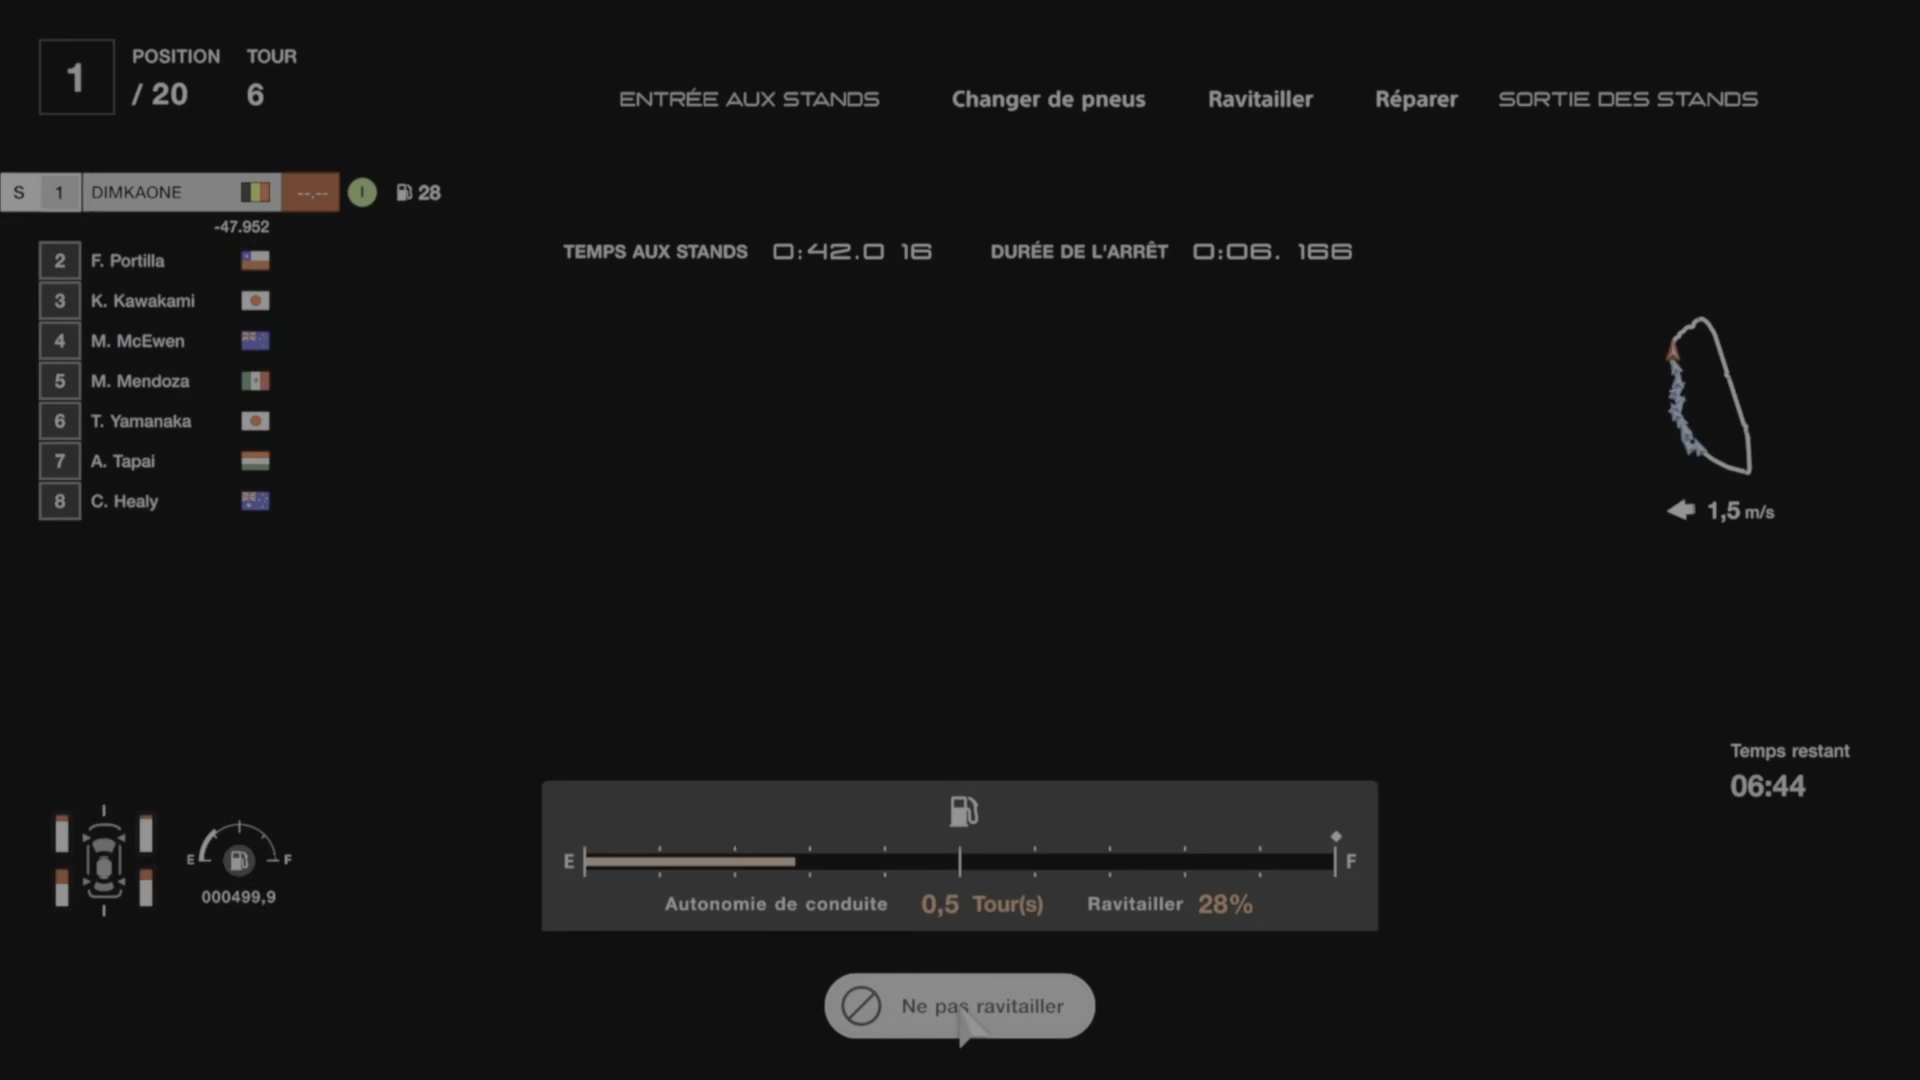 1
POSITION TOUR
/ 20 6
ENTRÉE AUX STANDS Changer de pneus Ravitailler Réparer SORTIE DES STANDS
S 1 DIMKAONE --.-- I 28
-47.952
TEMPS AUX STANDS 0:42.0 16 DURÉE DE L'ARRÊT 0:06. 166
2 F. Portilla
3 K. Kawakami
4 M. McEwen
5 M. Mendoza
6 T. Yamanaka
7 A. Tapai
8 C. Healy
1,5 m/s
Temps restant
06:44
E F
000499,9
E F
Autonomie de conduite 0,5 Tour(s) Ravitailler 28%
Ne pas ravitailler